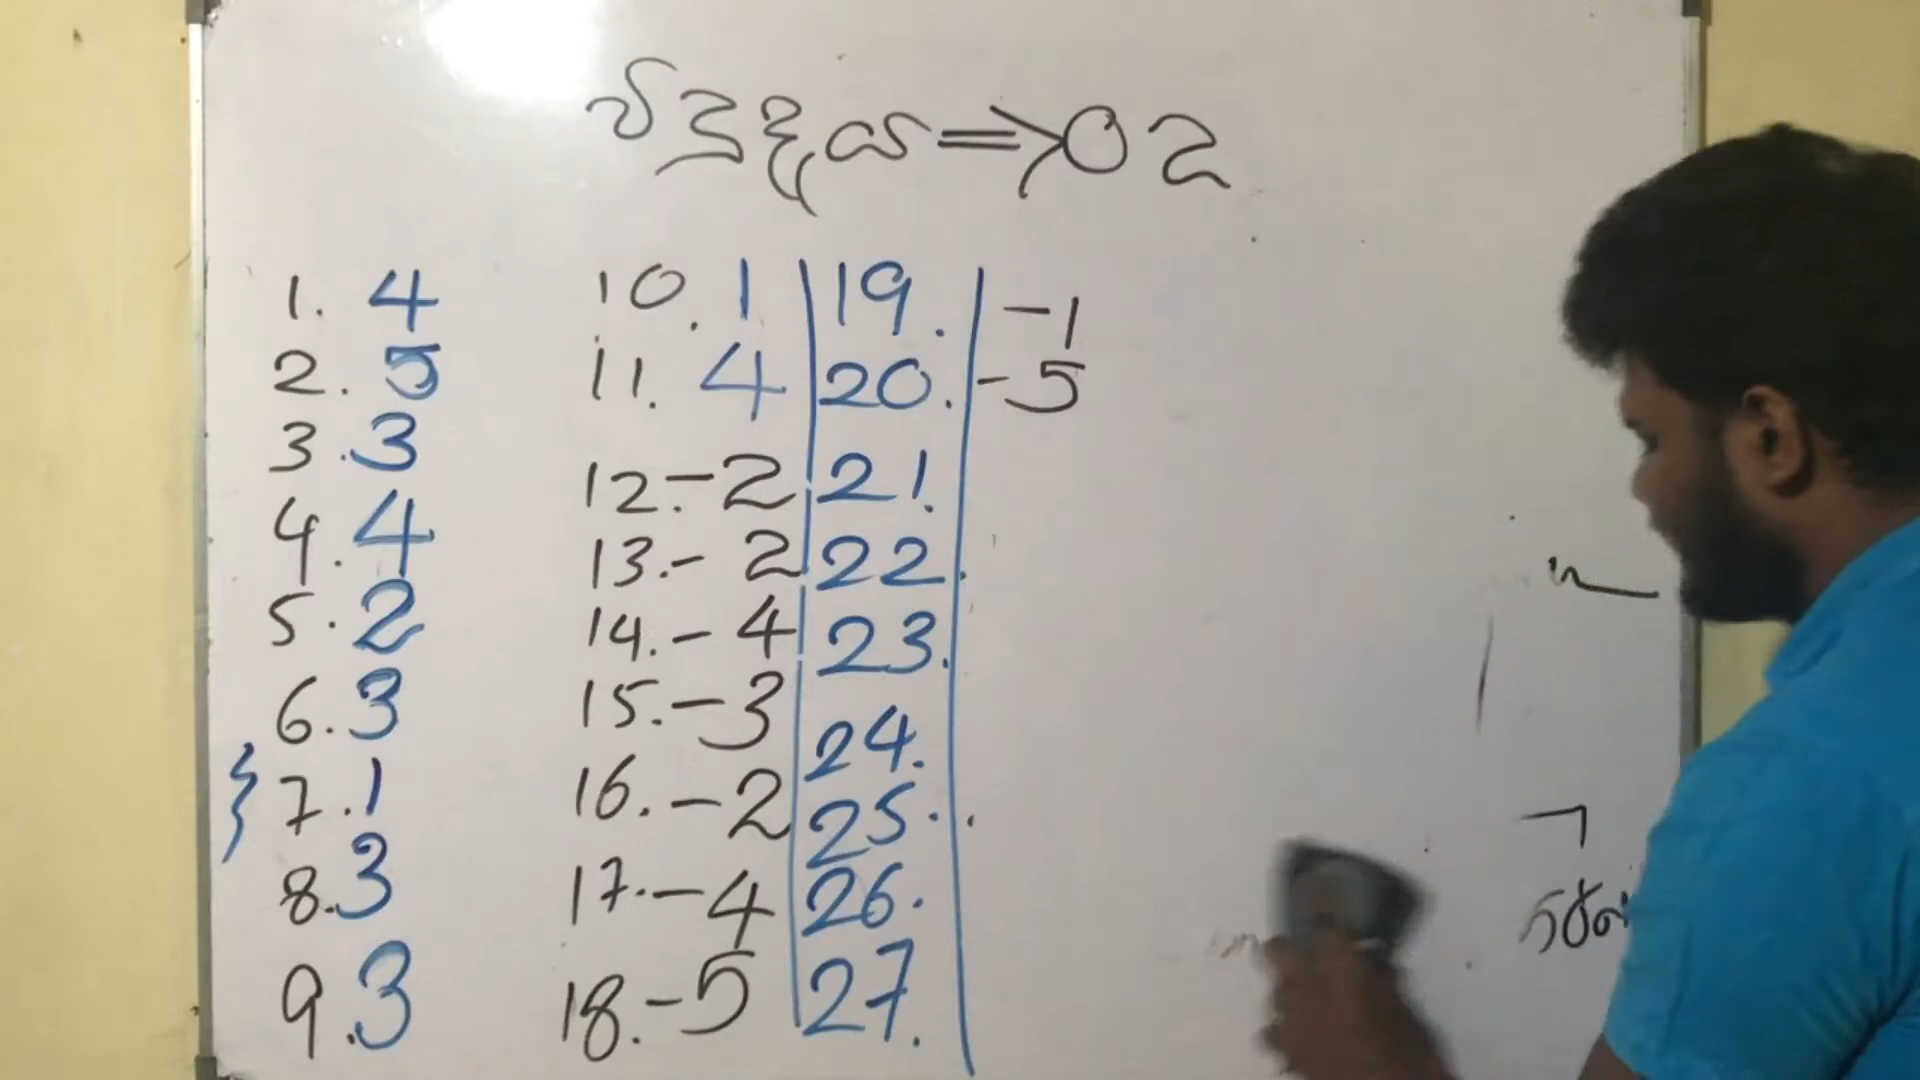 විද්‍යුදය => 02
1. 4
2. 5
3. 3
4. 4
5. 2
6. 3
7. 1
8. 3
9. 3
10. 1
11. 4
12. - 2
13. - 2
14. - 4
15. - 3
16. - 2
17. - 4
18. - 5
19. - 1
20. - 5
21.
22.
23.
24.
25.
26.
27.